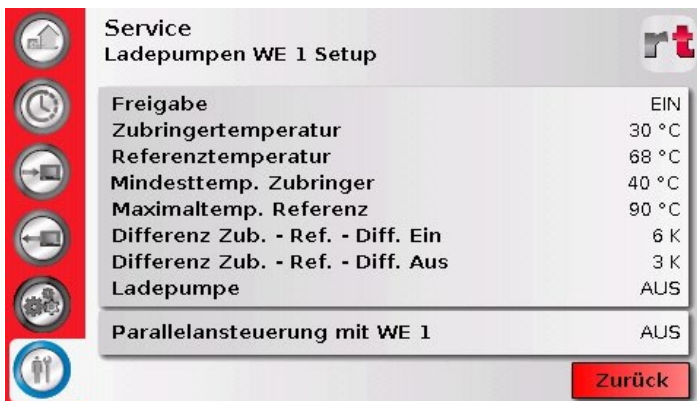 Service
Ladepumpen WE 1 Setup
rt
Freigabe EIN
Zubringertemperatur 30 °C
Referenztemperatur 68 °C
Mindesttemp. Zubringer 40 °C
Maximaltemp. Referenz 90 °C
Differenz Zub. - Ref. - Diff. Ein 6 K
Differenz Zub. - Ref. - Diff. Aus 3 K
Ladepumpe AUS
Parallelansteuerung mit WE 1 AUS
Zurück